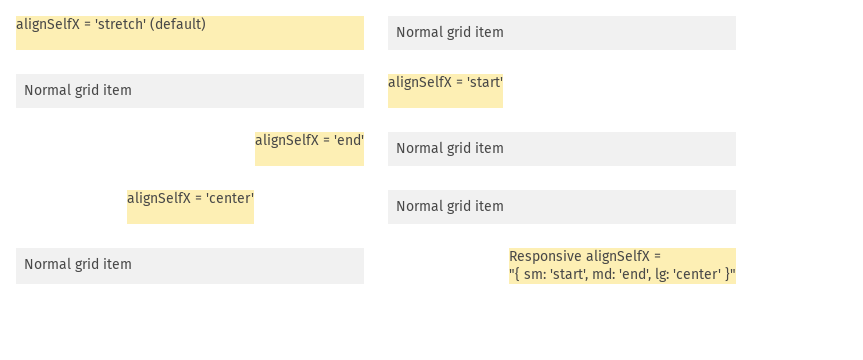 alignSelfX = 'stretch' (default)
Normal grid item
Normal grid item
alignSelfX = 'start'
alignSelfX = 'end'
Normal grid item
alignSelfX = 'center'
Normal grid item
Normal grid item
Responsive alignSelfX =
"{ sm: 'start', md: 'end', lg: 'center' }"